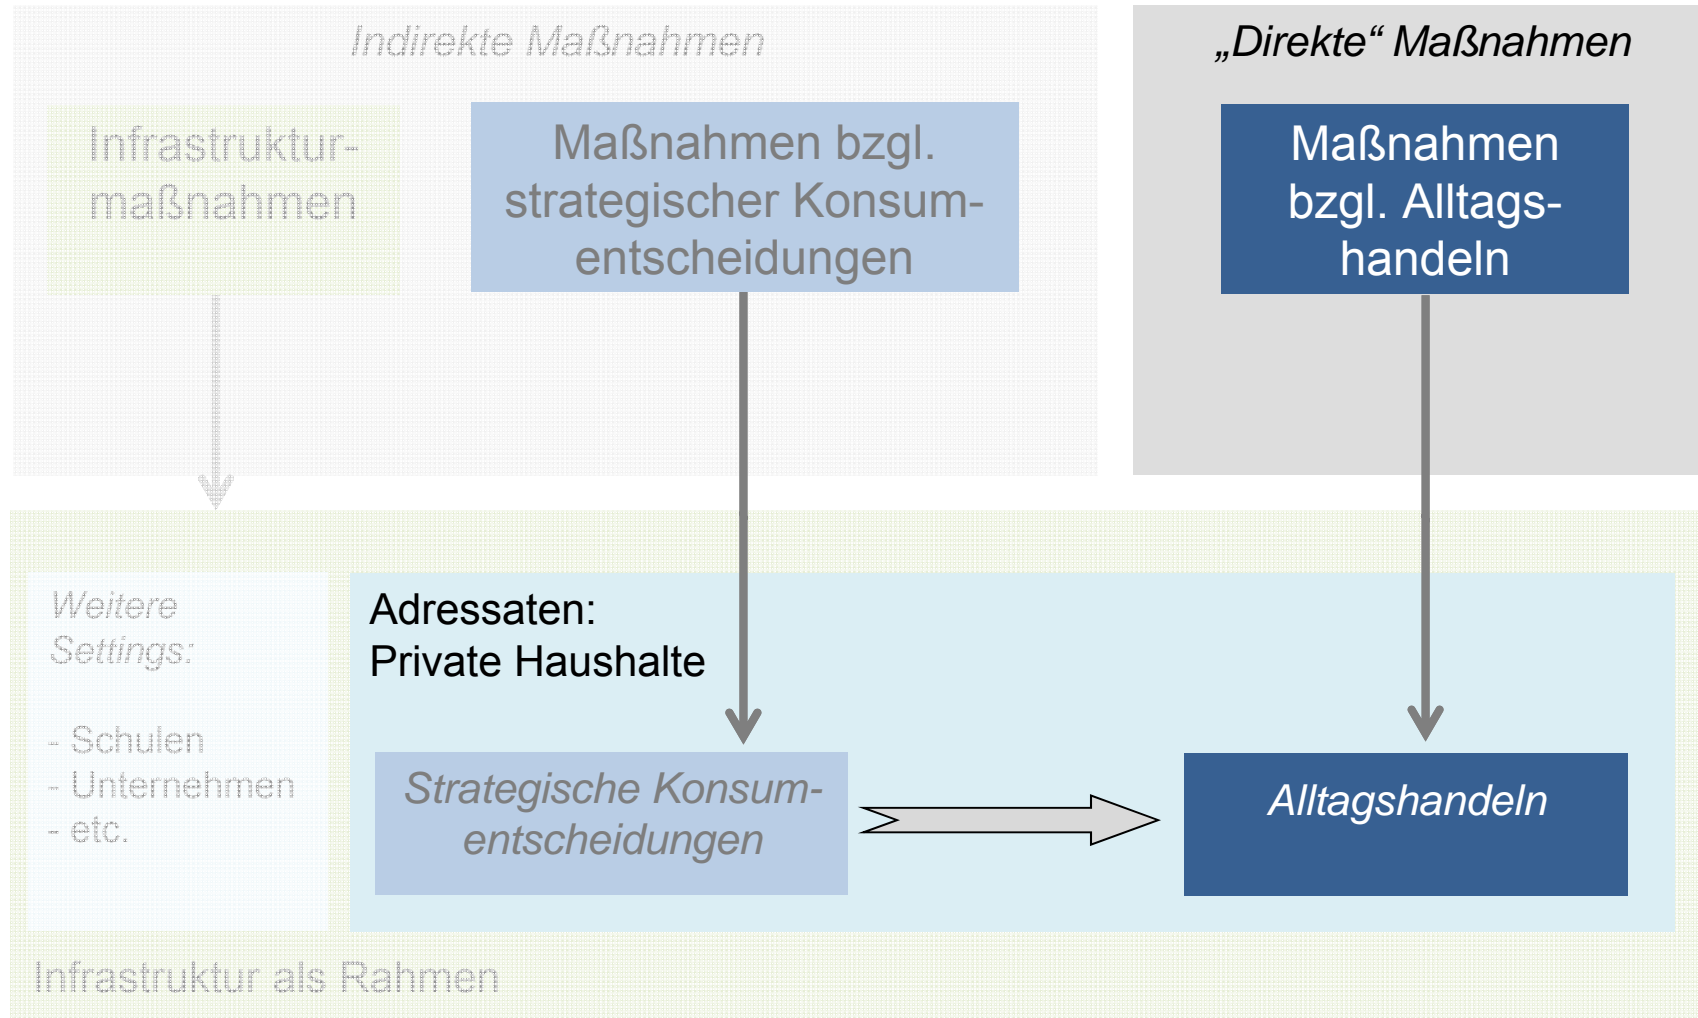 Indirekte Maßnahmen
„Direkte“ Maßnahmen
Infrastruktur-
maßnahmen
Maßnahmen bzgl.
strategischer Konsum-
entscheidungen
Maßnahmen
bzgl. Alltags-
handeln
Weitere
Settings:
- Schulen
- Unternehmen
- etc.
Adressaten:
Private Haushalte
Strategische Konsum-
entscheidungen
Alltagshandeln
Infrastruktur als Rahmen